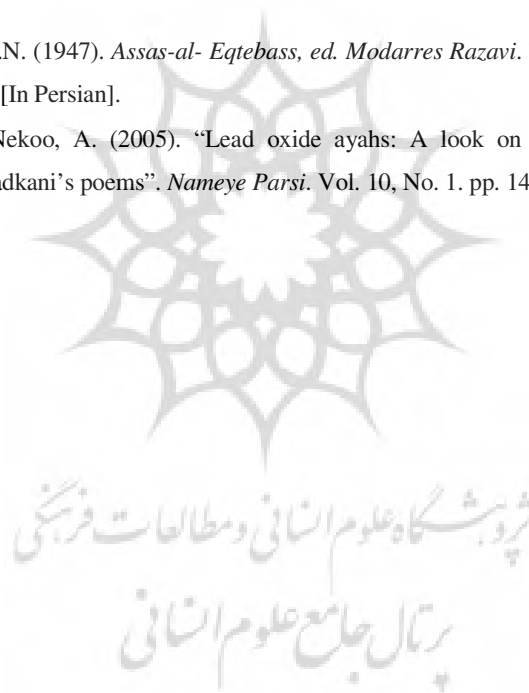 .N. (1947). Assas-al- Eqtebass, ed. Modarres Razavi.
[In Persian].
Nekoo, A. (2005). “Lead oxide ayahs: A look on
adkani’s poems”. Nameye Parsi. Vol. 10, No. 1. pp. 14
پژوهشگاه علوم انسانی و مطالعات فرهنگی
پرتال جامع علوم انسانی